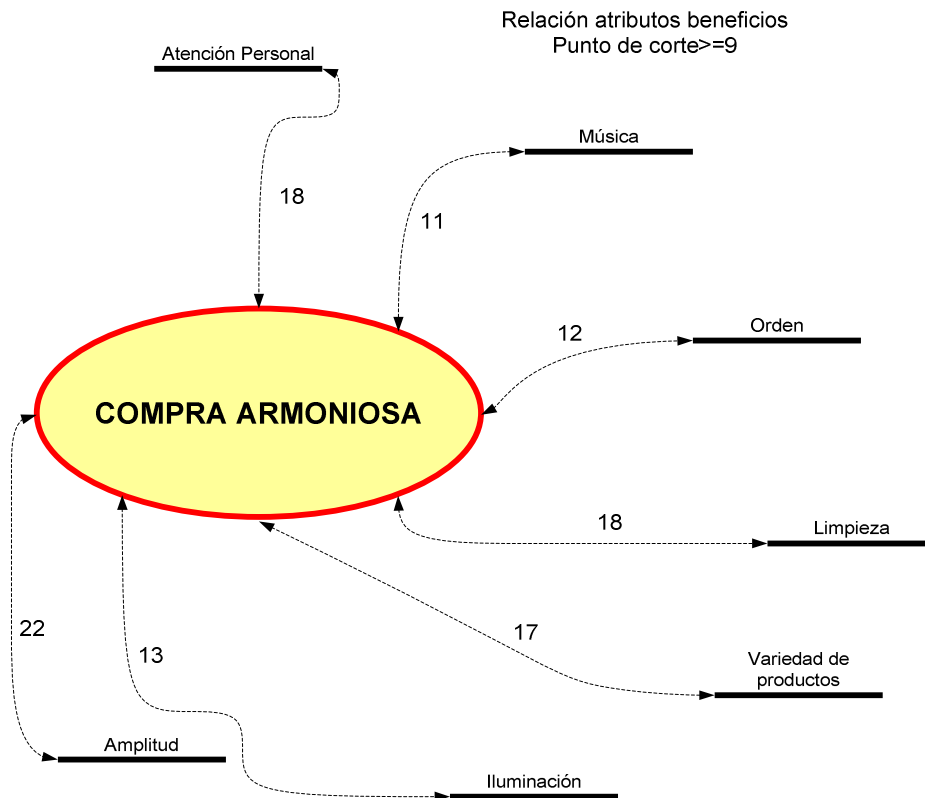 Relación atributos beneficios
Punto de corte>=9
Atención Personal
Música
18
11
Orden
12
COMPRA ARMONIOSA
Limpieza
18
17
22
13
Variedad de
productos
Amplitud
Iluminación